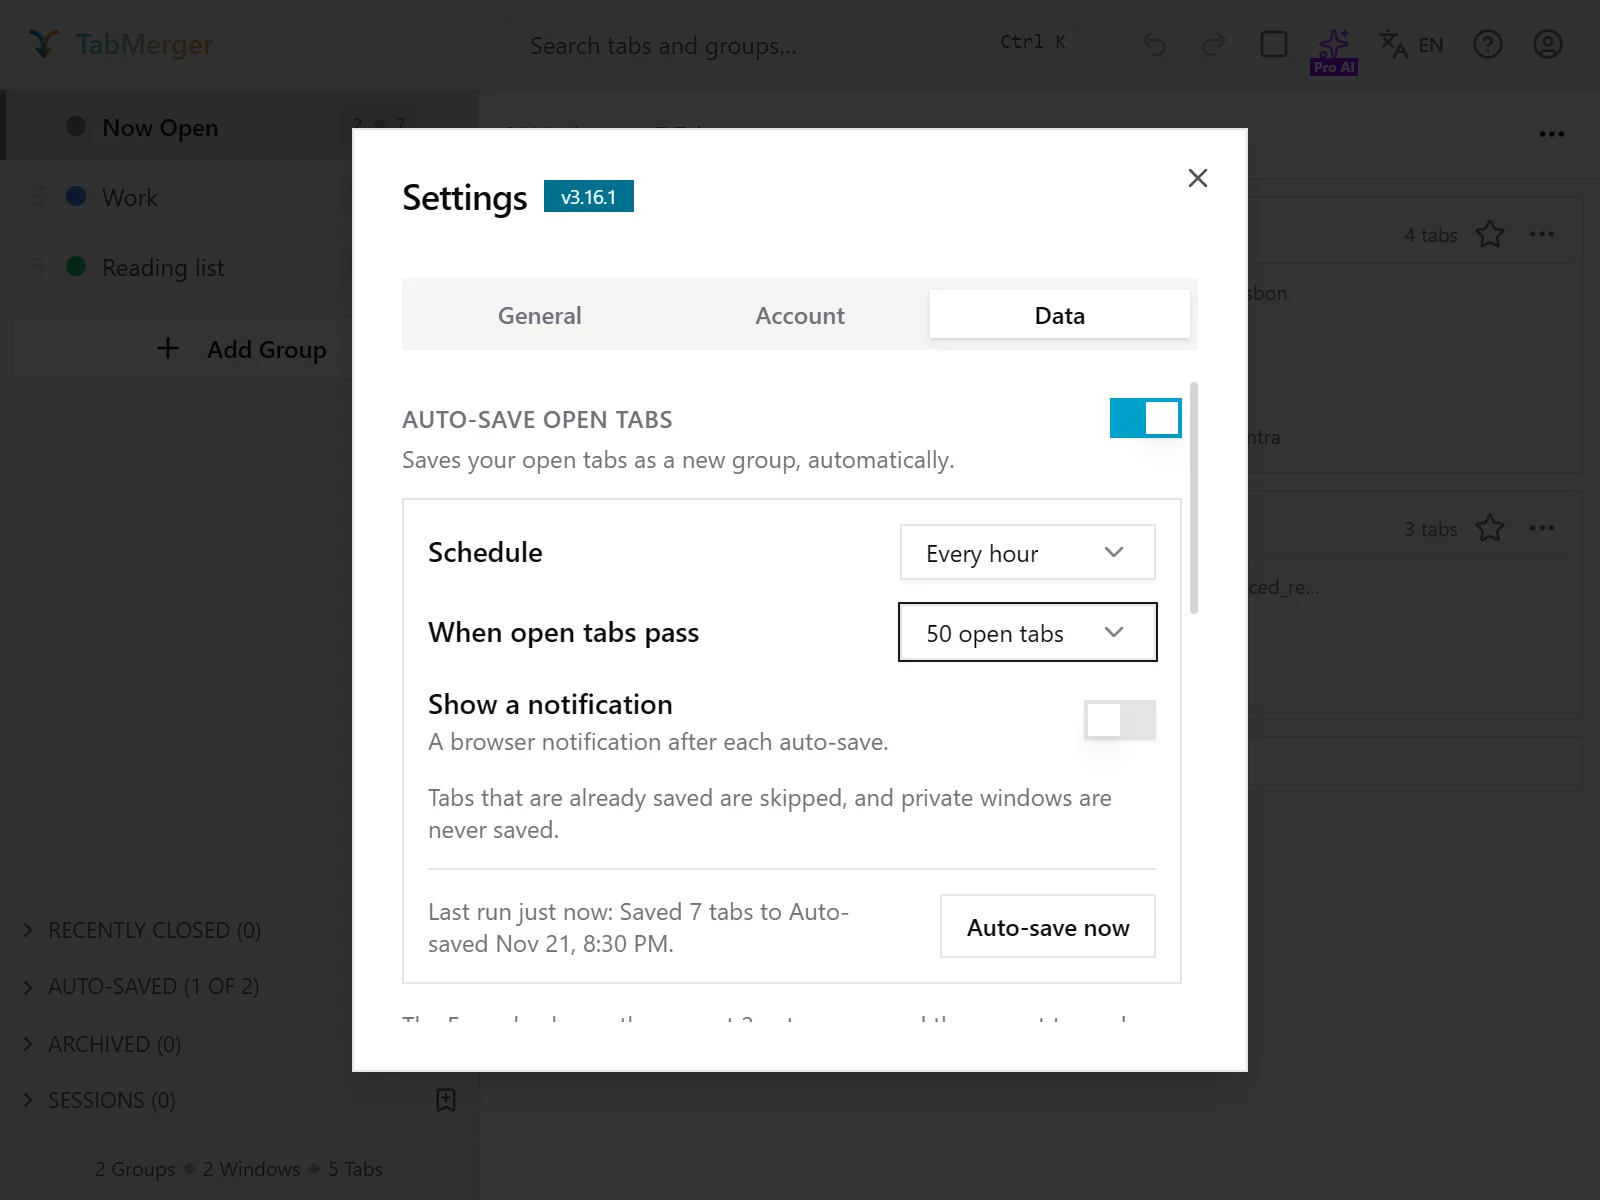 TabMerger
Search tabs and groups...
Ctrl K
Pro AI
EN
Now Open
2 7
Work
Reading list
Add Group
Settings
v3.16.1
General
Account
Data
AUTO-SAVE OPEN TABS
Saves your open tabs as a new group, automatically.
Schedule
Every hour
When open tabs pass
50 open tabs
Show a notification
A browser notification after each auto-save.
Tabs that are already saved are skipped, and private windows are
never saved.
Last run just now: Saved 7 tabs to Auto-
saved Nov 21, 8:30 PM.
Auto-save now
4 tabs
3 tabs
RECENTLY CLOSED (0)
AUTO-SAVED (1 OF 2)
ARCHIVED (0)
SESSIONS (0)
2 Groups ◆ 2 Windows ◆ 5 Tabs